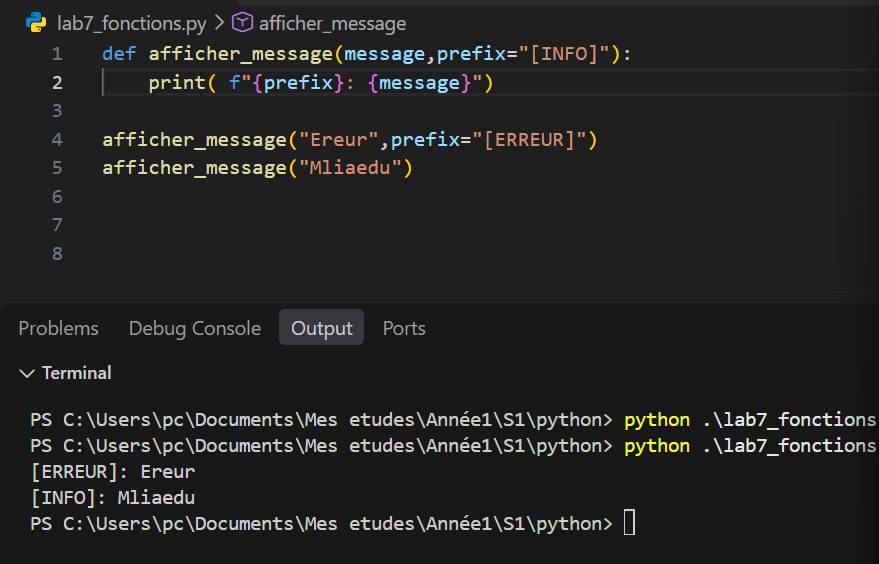 lab7_fonctions.py > afficher_message
1 def afficher_message(message,prefix="[INFO]"):
2 print( f"{prefix}: {message}")
3
4 afficher_message("Ereur",prefix="[ERREUR]")
5 afficher_message("Mliaedu")
6
7
8
Problems Debug Console Output Ports
Terminal
PS C:\Users\pc\Documents\Mes etudes\Année1\S1\python> python .\lab7_fonctions
PS C:\Users\pc\Documents\Mes etudes\Année1\S1\python> python .\lab7_fonctions
[ERREUR]: Ereur
[INFO]: Mliaedu
PS C:\Users\pc\Documents\Mes etudes\Année1\S1\python>